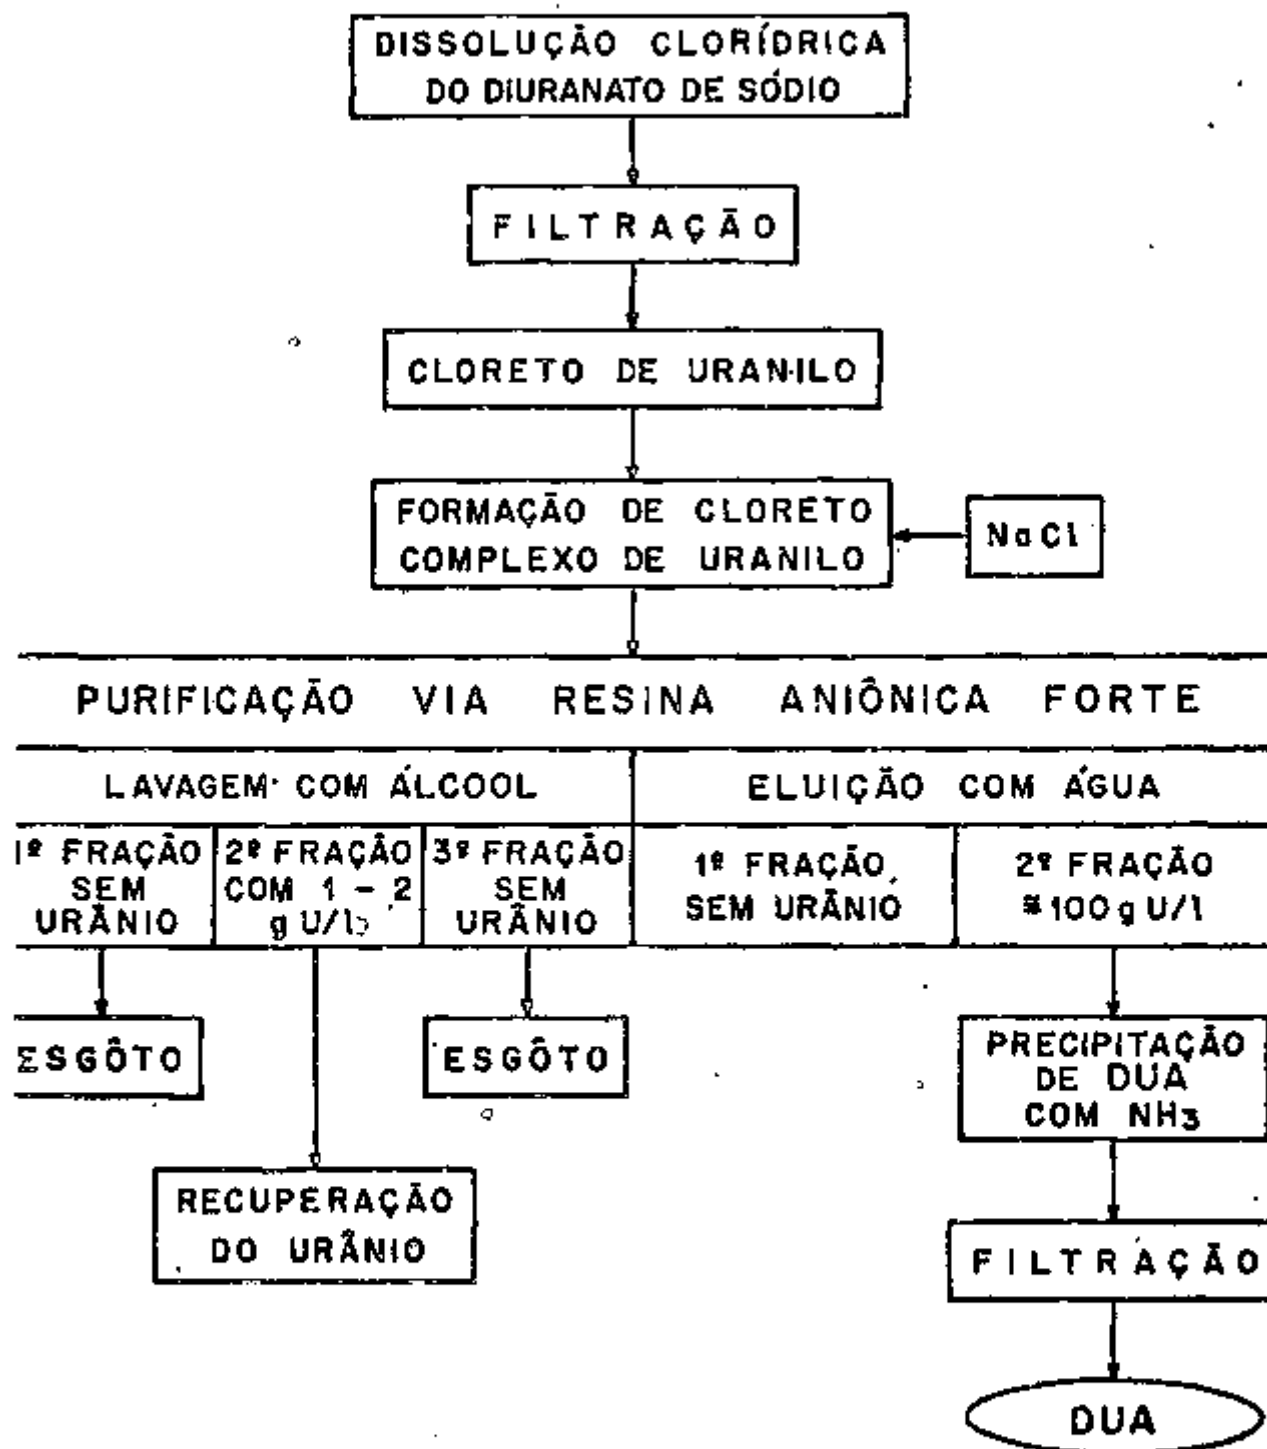 DISSOLUÇÃO CLORÍDRICA
DO DIURANATO DE SÓDIO
FILTRAÇÃO
CLORETO DE URANILO
FORMAÇÃO DE CLORETO
COMPLEXO DE URANILO
NaCl
PURIFICAÇÃO VIA RESINA ANIÔNICA FORTE
LAVAGEM COM ÁLCOOL
ELUIÇÃO COM ÁGUA
1ª FRAÇÃO
SEM
URÂNIO
2ª FRAÇÃO
COM 1 - 2
g U/l
3ª FRAÇÃO
SEM
URÂNIO
1ª FRAÇÃO
SEM URÂNIO
2ª FRAÇÃO
≅ 100 g U/l
ESGÔTO
ESGÔTO
PRECIPITAÇÃO
DE DUA
COM NH₃
RECUPERAÇÃO
DO URÂNIO
FILTRAÇÃO
DUA